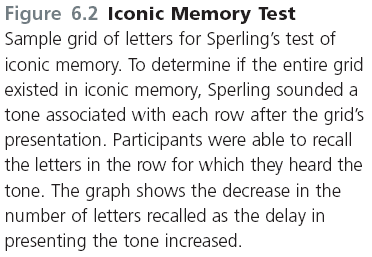 Figure 6.2 Iconic Memory Test
Sample grid of letters for Sperling's test of
iconic memory. To determine if the entire grid
existed in iconic memory, Sperling sounded a
tone associated with each row after the grid's
presentation. Participants were able to recall
the letters in the row for which they heard the
tone. The graph shows the decrease in the
number of letters recalled as the delay in
presenting the tone increased.